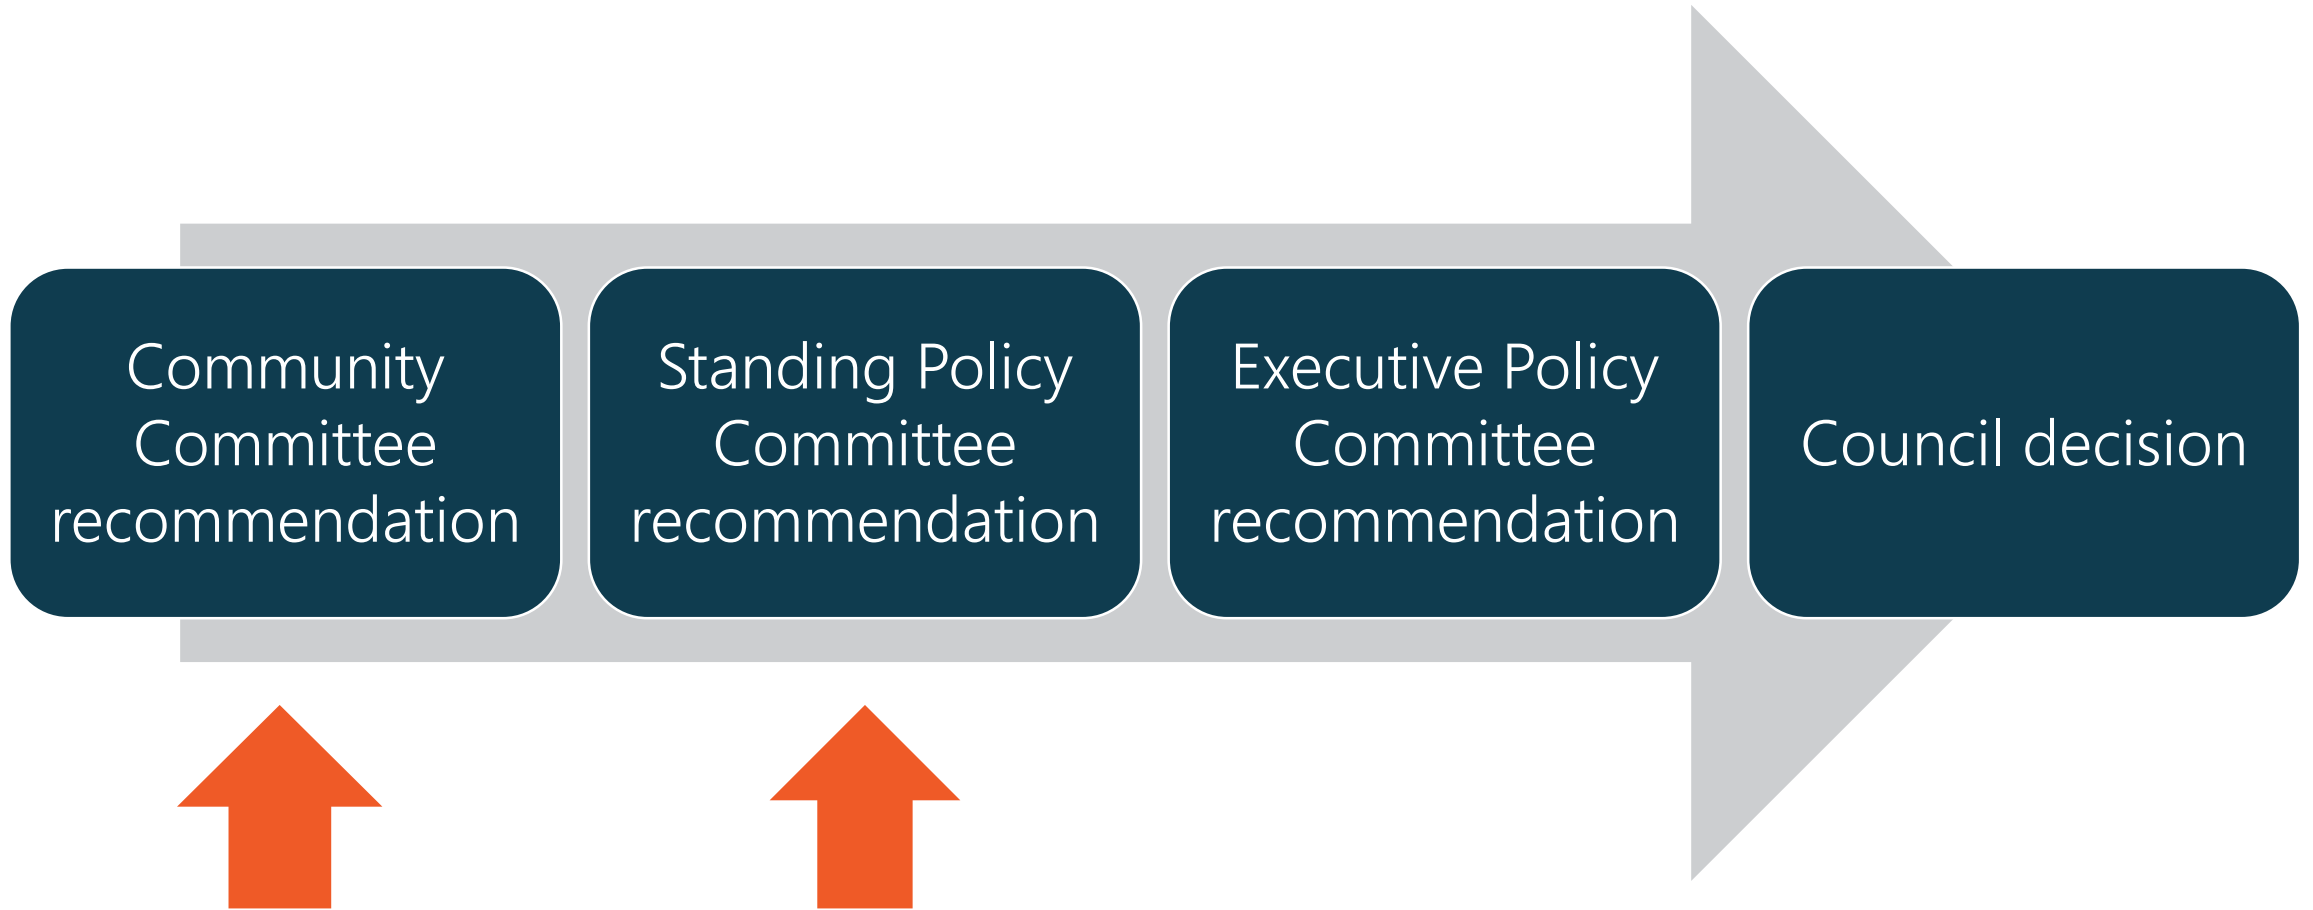 Community
Committee
recommendation
Standing Policy
Committee
recommendation
Executive Policy
Committee
recommendation
Council decision